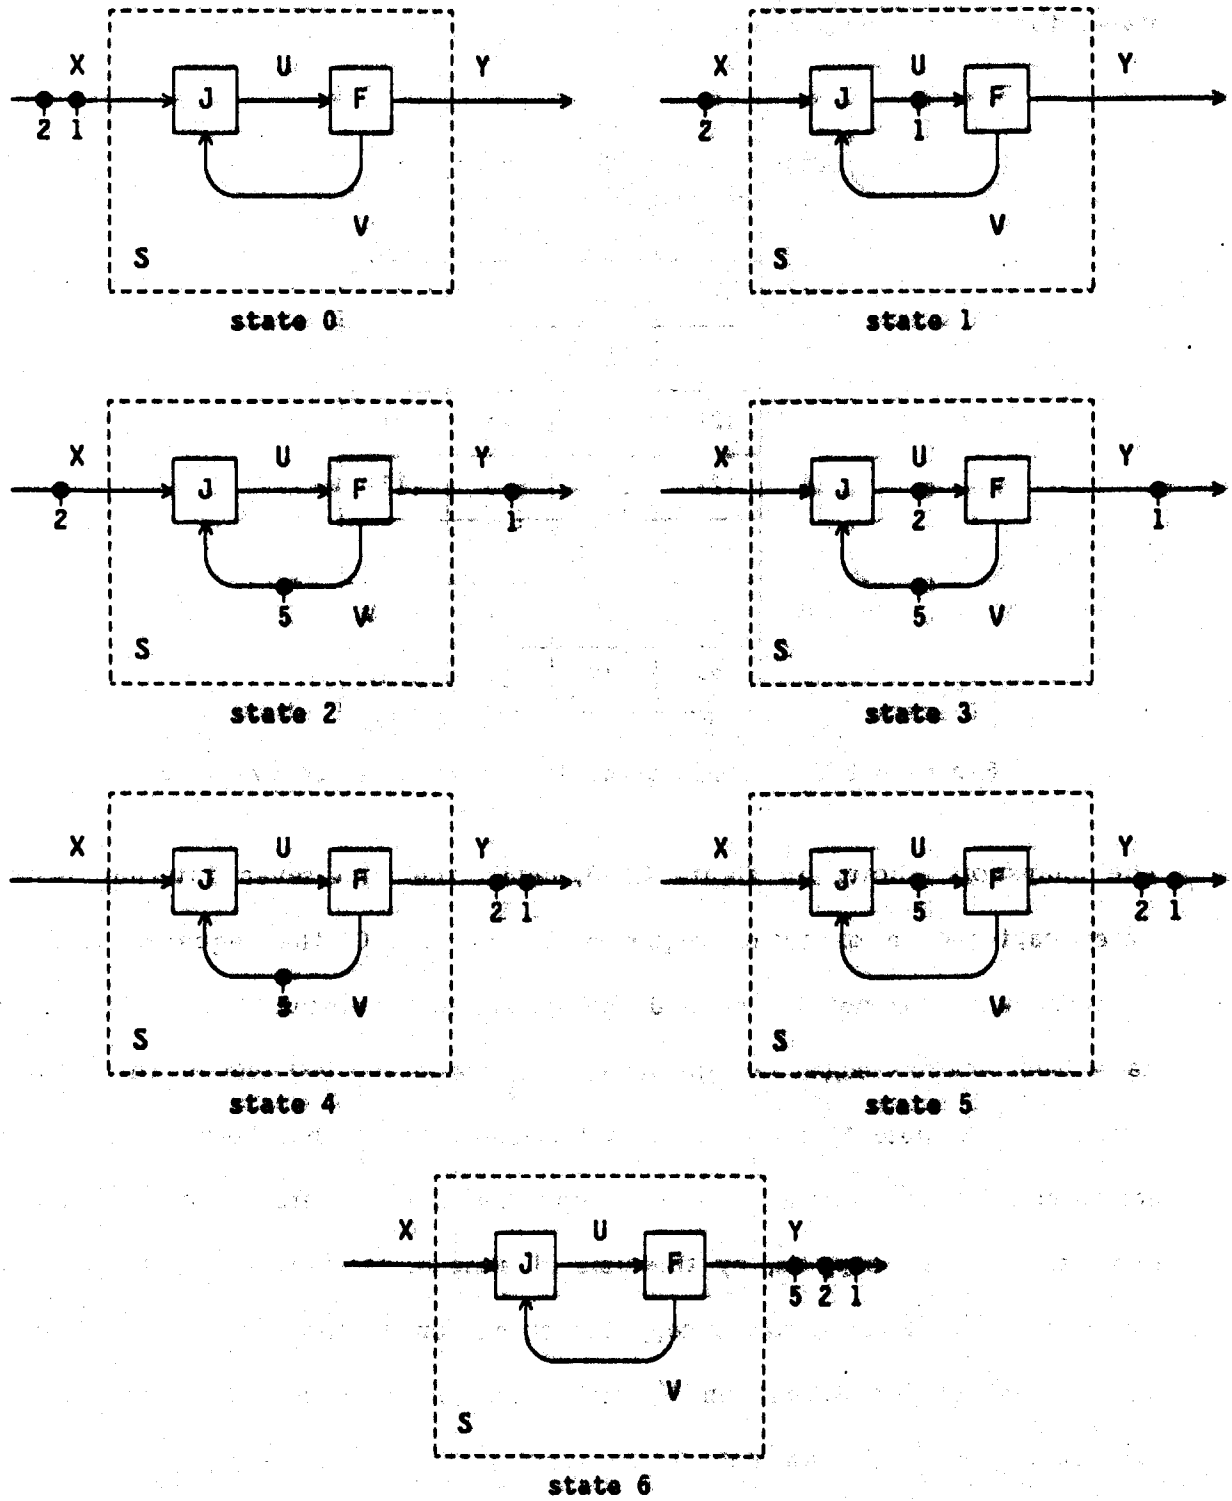 X U Y X U Y
J F J F
2 1 2 1
V V
S S
state 0 state 1
X U Y X U Y
J F J F
2 1 2 1
5 V 5 V
S S
state 2 state 3
X U Y X U Y
J F J F
2 1 5 2 1
5 V V
S S
state 4 state 5
X U Y
J F
5 2 1
V
S
state 6